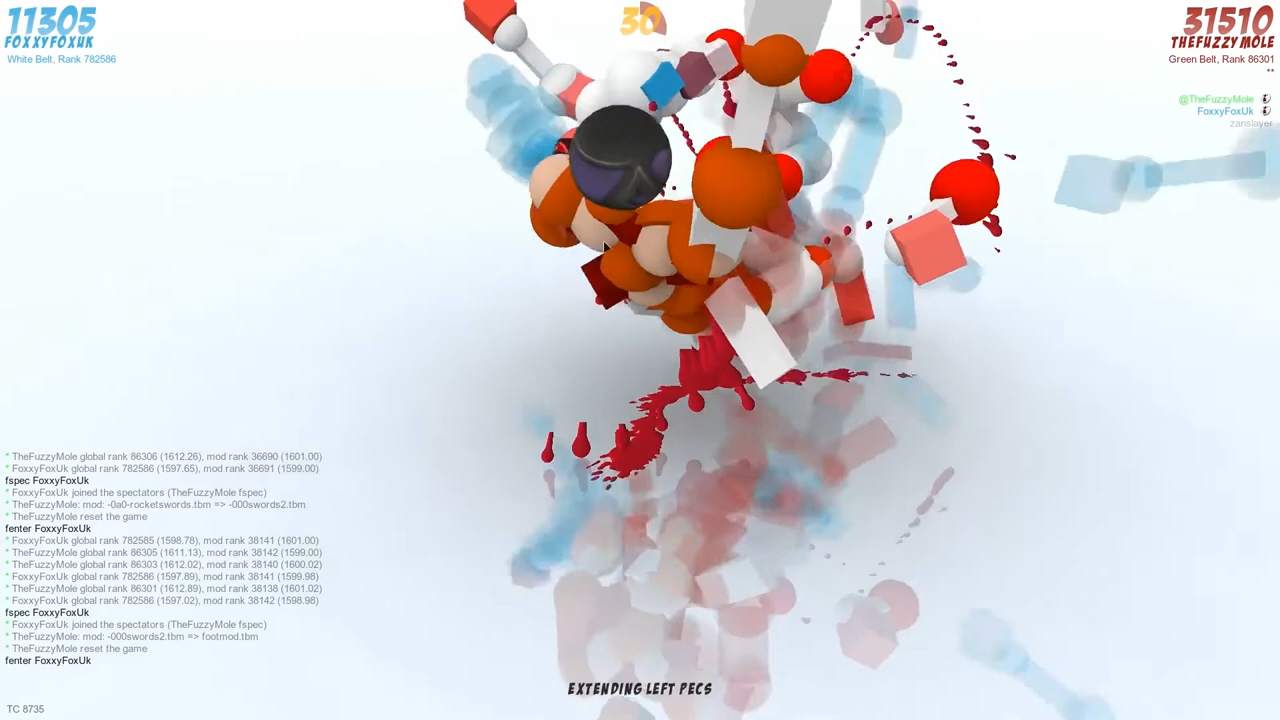 11305
FOXXYFOXUK
White Belt, Rank 782586
30
31510
THEFUZZYMOLE
Green Belt, Rank 86301
**
@TheFuzzyMole
FoxxyFoxUk
zanslayer
* TheFuzzyMole global rank 86306 (1612.26), mod rank 36690 (1601.00)
* FoxxyFoxUk global rank 782586 (1597.65), mod rank 36691 (1599.00)
fspec FoxxyFoxUk
* FoxxyFoxUk joined the spectators (TheFuzzyMole fspec)
* TheFuzzyMole: mod: -0a0-rocketswords.tbm => -000swords2.tbm
* TheFuzzyMole reset the game
fenter FoxxyFoxUk
* FoxxyFoxUk global rank 782585 (1598.78), mod rank 38141 (1601.00)
* TheFuzzyMole global rank 86305 (1611.13), mod rank 38142 (1599.00)
* TheFuzzyMole global rank 86303 (1612.02), mod rank 38140 (1600.02)
* FoxxyFoxUk global rank 782586 (1597.89), mod rank 38141 (1599.98)
* TheFuzzyMole global rank 86301 (1612.89), mod rank 38138 (1601.02)
* FoxxyFoxUk global rank 782586 (1597.02), mod rank 38142 (1598.98)
fspec FoxxyFoxUk
* FoxxyFoxUk joined the spectators (TheFuzzyMole fspec)
* TheFuzzyMole: mod: -000swords2.tbm => footmod.tbm
* TheFuzzyMole reset the game
fenter FoxxyFoxUk
EXTENDING LEFT PECS
TC 8735